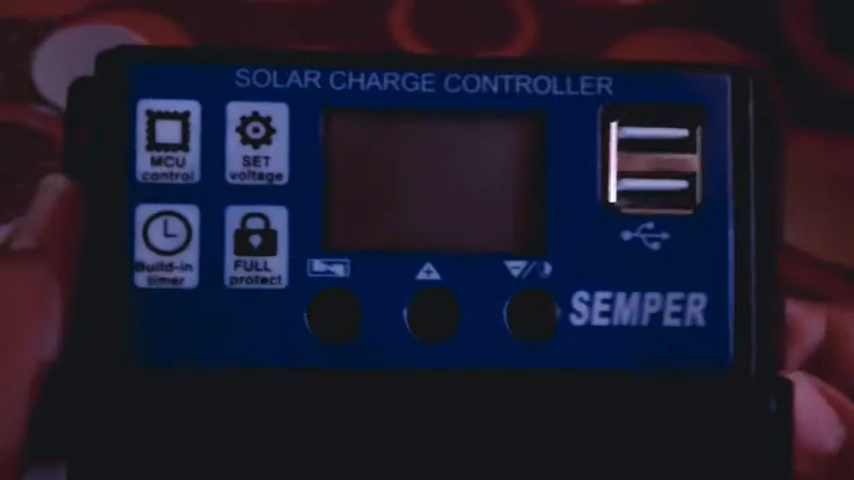 SOLAR CHARGE CONTROLLER
MCU
control
SET
voltage
Build-in
timer
FULL
protect
SEMPER